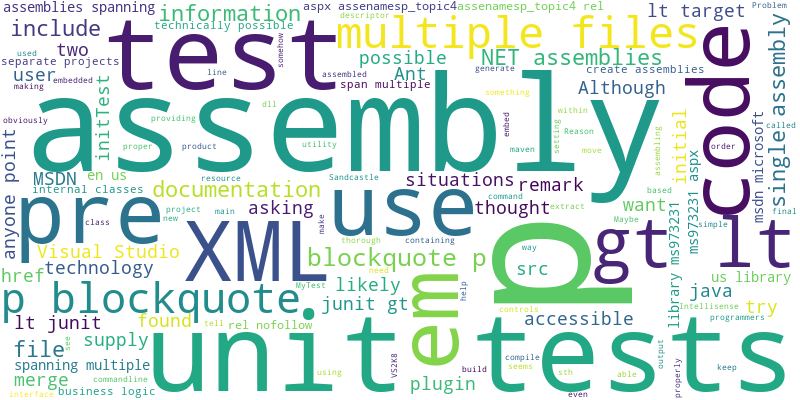 assemblies spanning
information
technically possible
aspx assenamesp_topic4
assenamesp_topic4 rel
descriptor
Problem
include
two
used
separate projects
making
embedded
user
initTest
line
test
somehow
multiple files
possible
NET assemblies
Ant
span multiple
assembled
generate
create assemblies
something
Although
lt target
code
single assembly
obviously
providing
dll
setting
within
Reason
called
assembly
proper
product
utility
embed
maven
move
assembling
order
anyone point
MSDN
en us
internal classes
resource
Sandcastle
command
based
final
initial
msdn microsoft
class
project
main
extract
simple
documentation
situations
remark
want
library ms973231
ms973231 aspx
pre
new
make
asking
use
thought
Maybe
thorough
containing
Visual Studio
technology
XML
blockquote p
p
way
gt
lt
href
src
need
us library
p blockquote
likely
em
help
java
Intellisense
programmers
found
junit gt
controls
accessible
try
lt junit
rel nofollow
MyTest
tell
see
file
supply
unit tests
VS2K8
build
compile
if
able
seems
sth
output
properly
keep
spanning multiple
merge
commandline
using
plugin
even
business logic
interface